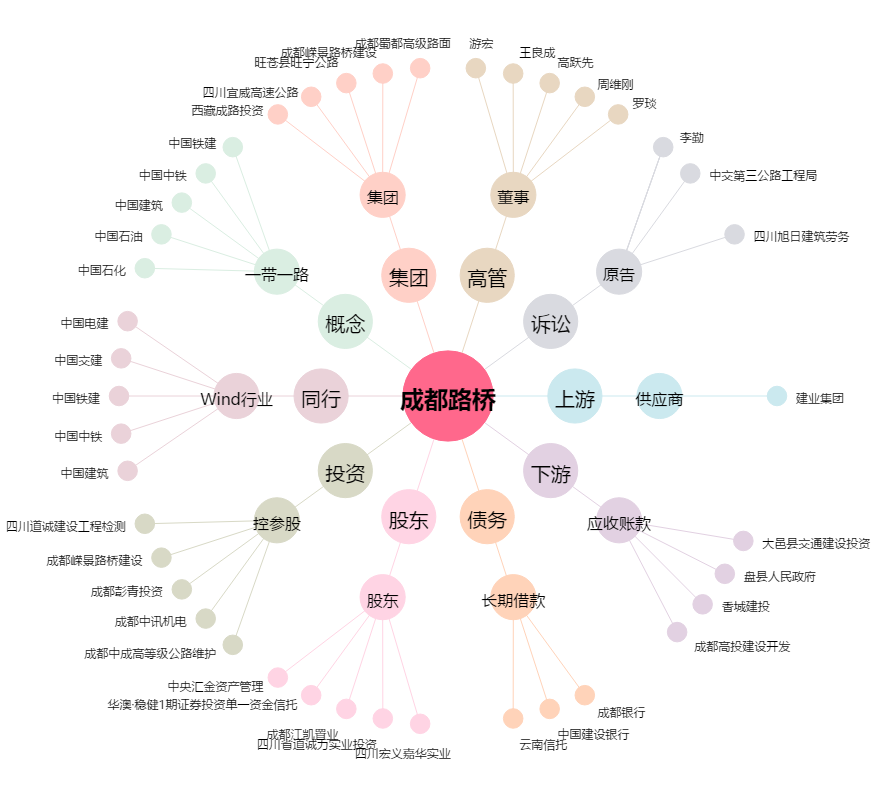 成都蜀都高级路面
成都嵘景路桥建设
旺苍县旺宁公路
四川宜威高速公路
西藏成路投资
集团
集团
游宏
王良成
高跃先
周维刚
罗琰
董事
高管
李勤
中交第三公路工程局
四川旭日建筑劳务
原告
诉讼
中国铁建
中国中铁
中国建筑
中国石油
中国石化
一带一路
概念
中国电建
中国交建
中国铁建
中国中铁
中国建筑
Wind行业
同行
成都路桥
上游
供应商
建业集团
投资
控参股
四川道诚建设工程检测
成都嵘景路桥建设
成都彭青投资
成都中讯机电
成都中成高等级公路维护
下游
应收账款
大邑县交通建设投资
盘县人民政府
香城建投
成都高投建设开发
股东
股东
中央汇金资产管理
华澳·稳健1期证券投资单一资金信托
成都江凯置业
四川省道诚力实业投资
四川宏义嘉华实业
债务
长期借款
成都银行
中国建设银行
云南信托